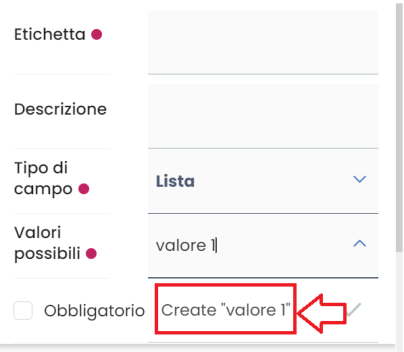 Etichetta
Descrizione
Tipo di
campo
Lista
Valori
possibili
valore 1
Obbligatorio
Create "valore 1"